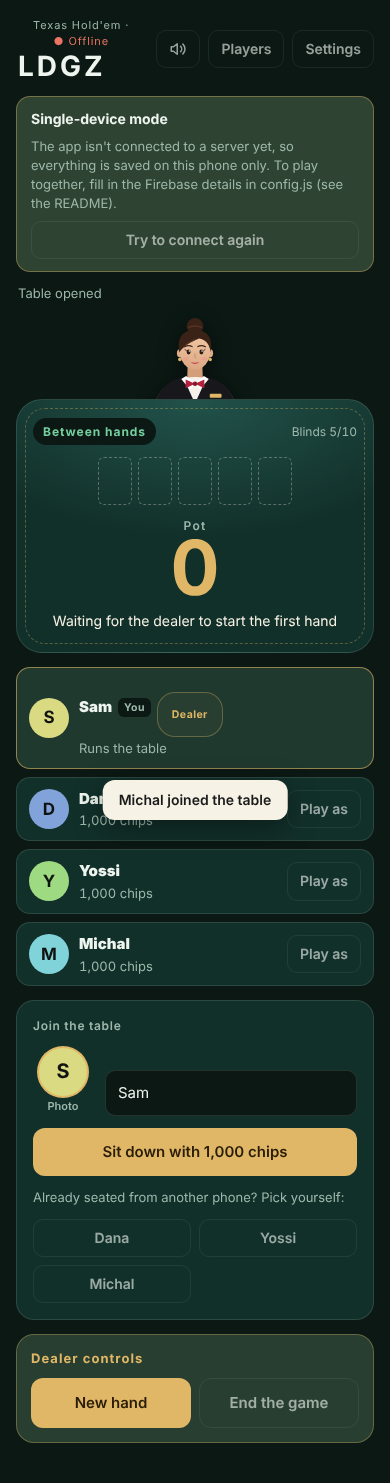 Texas Hold'em ·
Offline
LDGZ
Players
Settings
Single-device mode
The app isn't connected to a server yet, so
everything is saved on this phone only. To play
together, fill in the Firebase details in config.js (see
the README).
Try to connect again
Table opened
Between hands
Blinds 5/10
Pot
0
Waiting for the dealer to start the first hand
S
Sam
You
Dealer
Runs the table
D
1,000 chips
Play as
Michal joined the table
Y
Yossi
1,000 chips
Play as
M
Michal
1,000 chips
Play as
Join the table
S
Photo
Sam
Sit down with 1,000 chips
Already seated from another phone? Pick yourself:
Dana
Yossi
Michal
Dealer controls
New hand
End the game